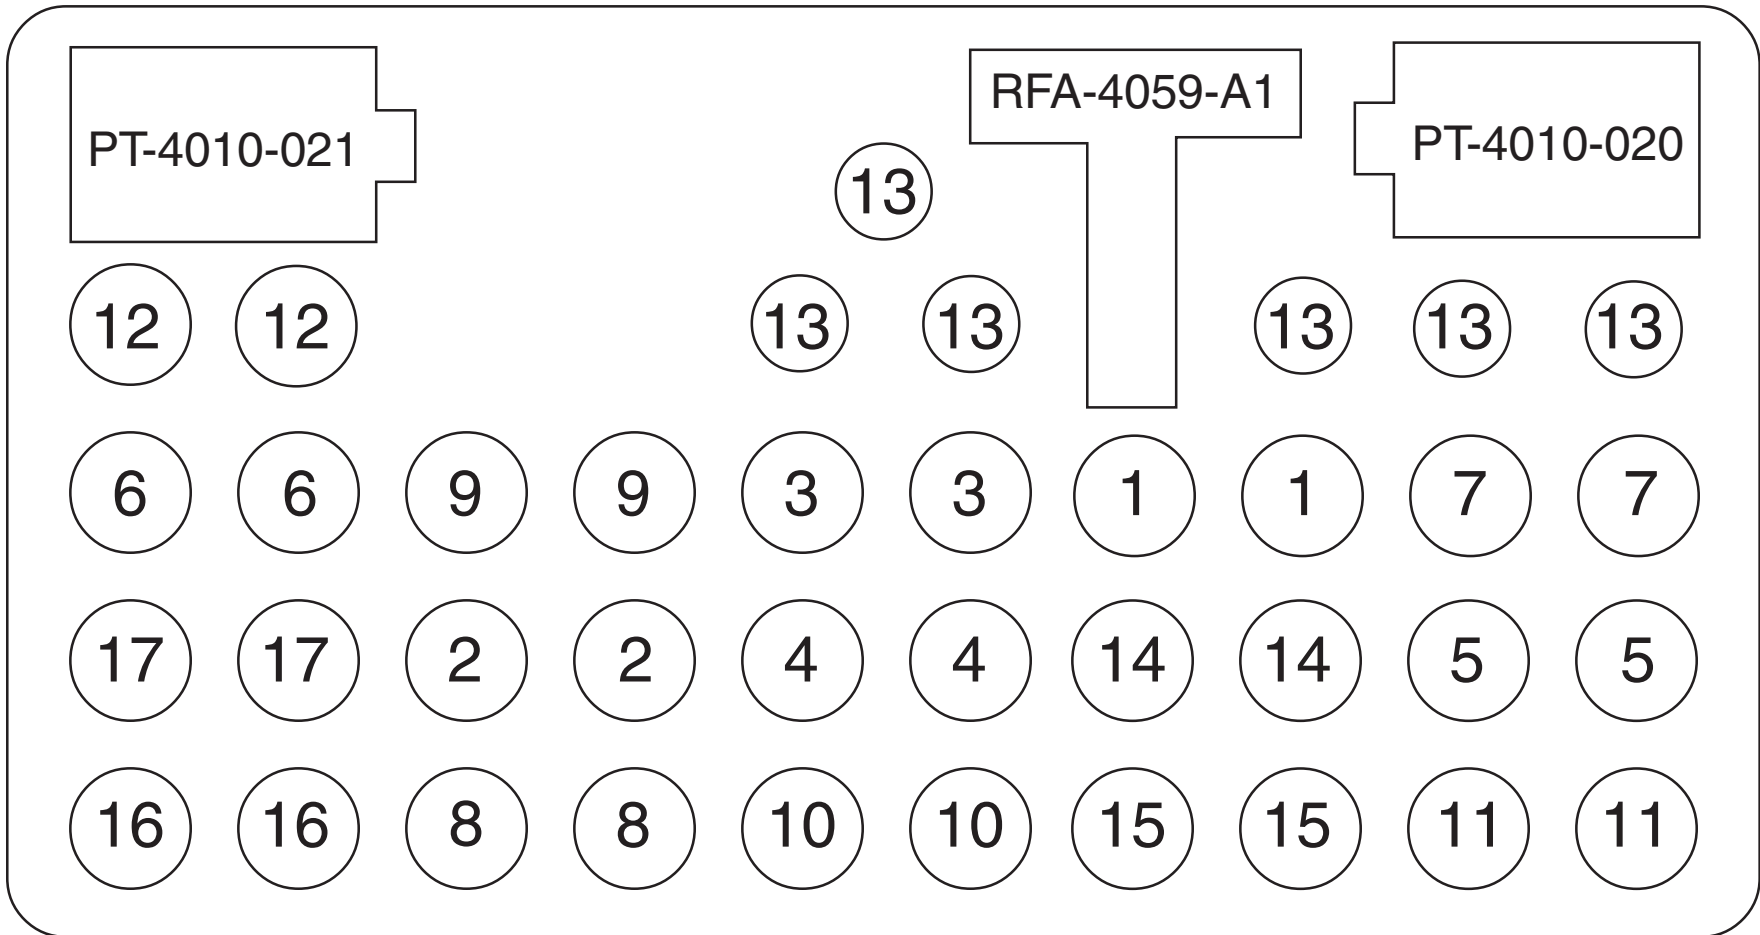 PT-4010-021
RFA-4059-A1
PT-4010-020
13
12 12 13 13 13 13 13
6 6 9 9 3 3 1 1 7 7
17 17 2 2 4 4 14 14 5 5
16 16 8 8 10 10 15 15 11 11